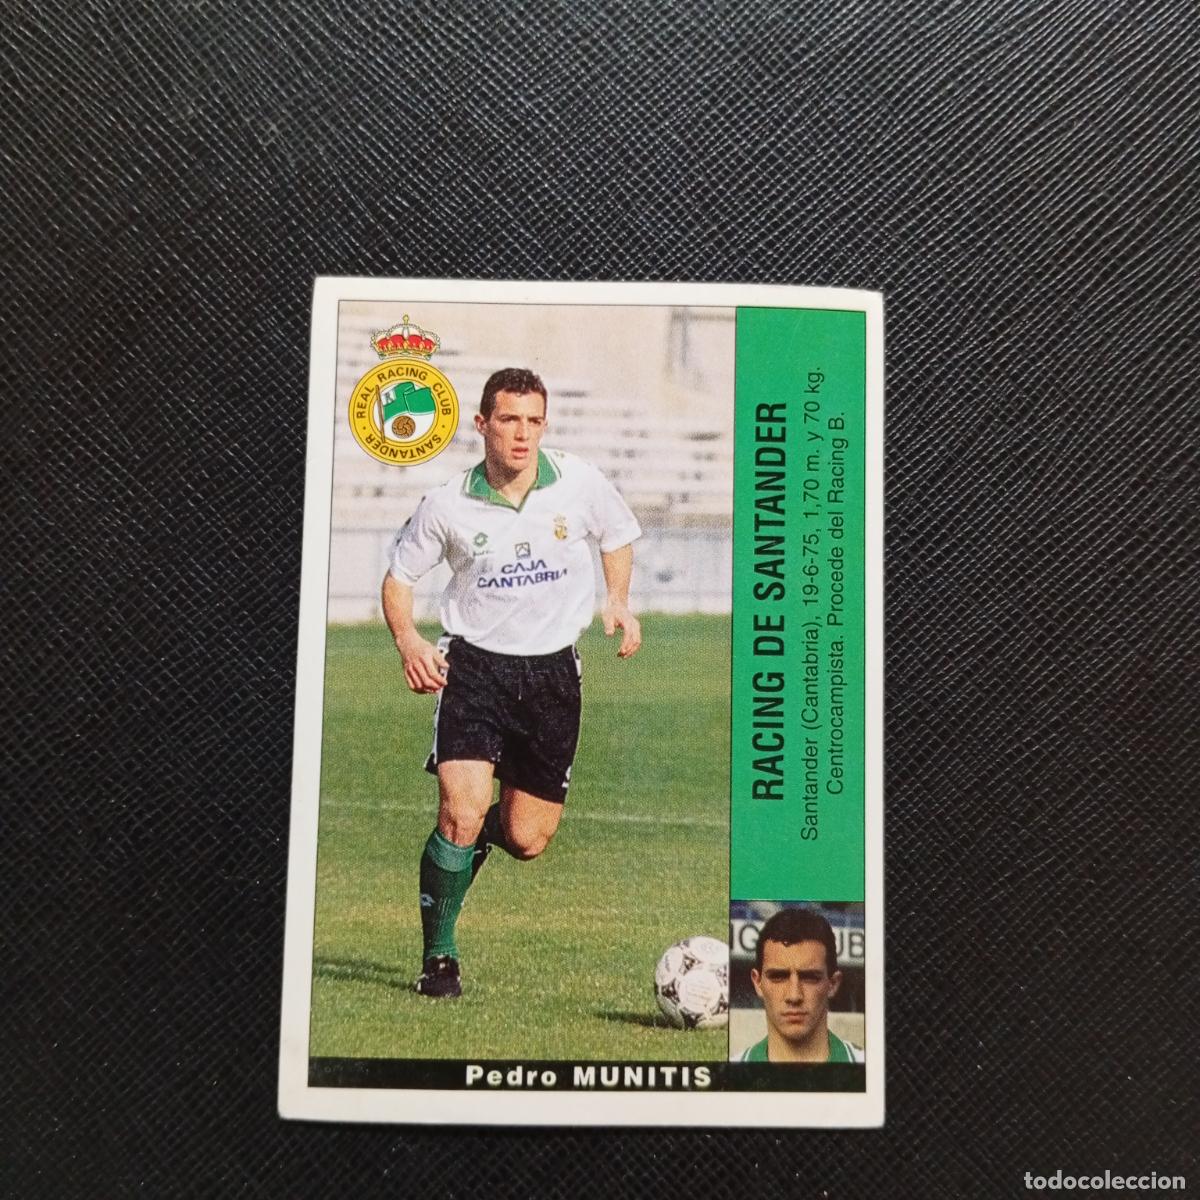 REAL RACING CLUB
· SANTANDER ·
CAJA
CANTABRIA
RACING DE SANTANDER
Santander (Cantabria), 19-6-75, 1,70 m. y 70 kg.
Centrocampista. Procede del Racing B.
Pedro MUNITIS
todocoleccion